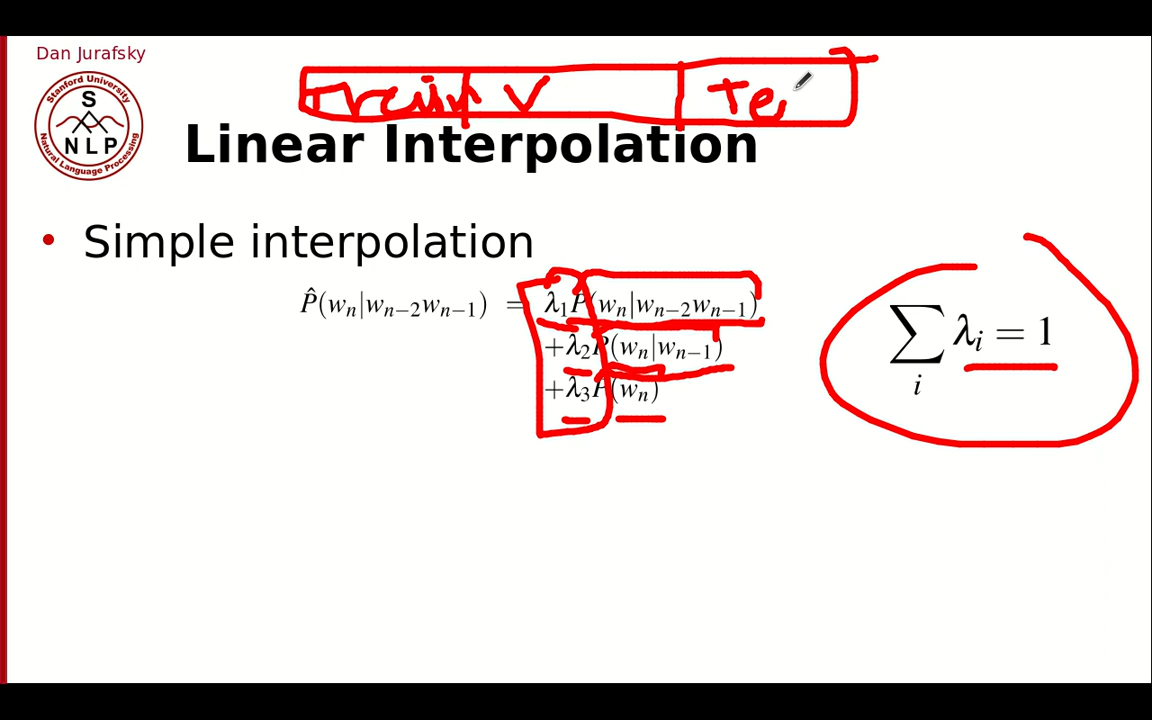 Dan Jurafsky
Train V Te
Stanford University
S
N L P
Natural Language Processing
Linear Interpolation
• Simple interpolation
P̂(wₙ|wₙ₋₂wₙ₋₁) = λ₁P(wₙ|wₙ₋₂wₙ₋₁)
+λ₂P(wₙ|wₙ₋₁)
+λ₃P(wₙ)
∑ᵢ λᵢ = 1